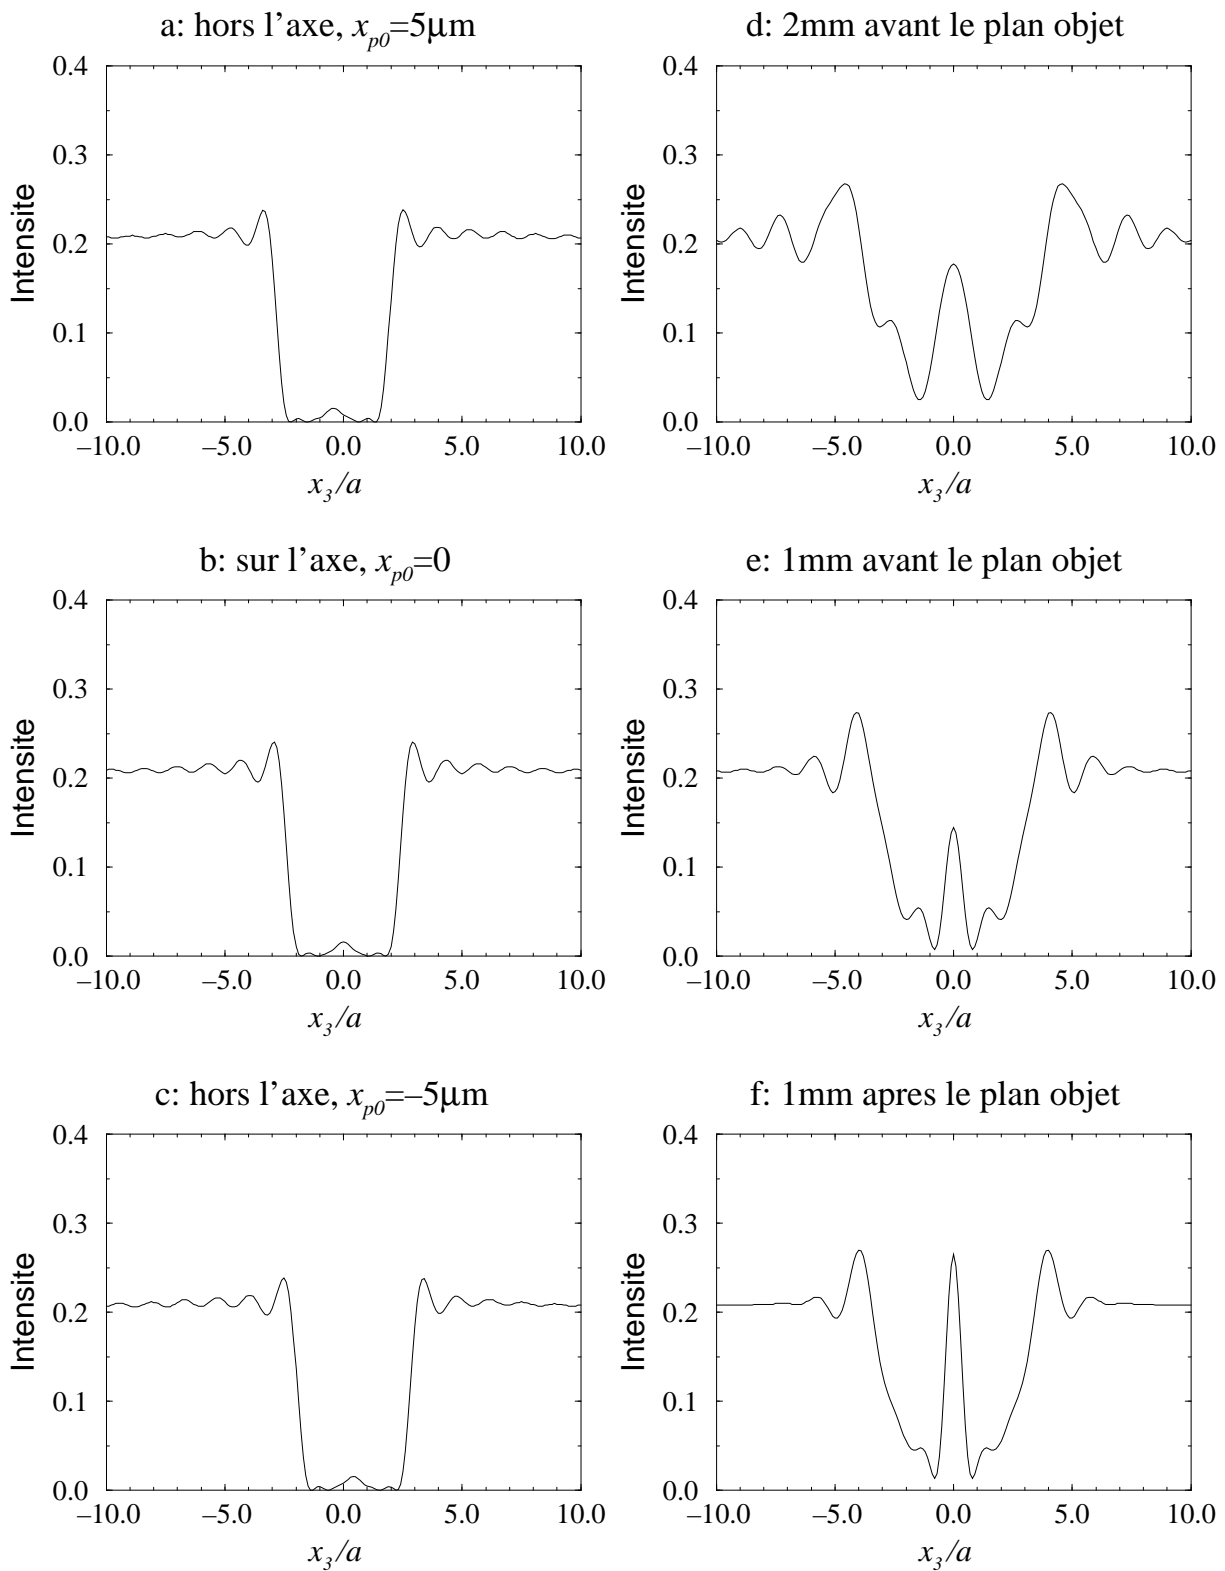 a: hors l’axe, x_{p0}=5μm
0.4
0.3
0.2
0.1
0.0
Intensite
–10.0 –5.0 0.0 5.0 10.0
x_3/a
d: 2mm avant le plan objet
0.4
0.3
0.2
0.1
0.0
Intensite
–10.0 –5.0 0.0 5.0 10.0
x_3/a
b: sur l’axe, x_{p0}=0
0.4
0.3
0.2
0.1
0.0
Intensite
–10.0 –5.0 0.0 5.0 10.0
x_3/a
e: 1mm avant le plan objet
0.4
0.3
0.2
0.1
0.0
Intensite
–10.0 –5.0 0.0 5.0 10.0
x_3/a
c: hors l’axe, x_{p0}=–5μm
0.4
0.3
0.2
0.1
0.0
Intensite
–10.0 –5.0 0.0 5.0 10.0
x_3/a
f: 1mm apres le plan objet
0.4
0.3
0.2
0.1
0.0
Intensite
–10.0 –5.0 0.0 5.0 10.0
x_3/a